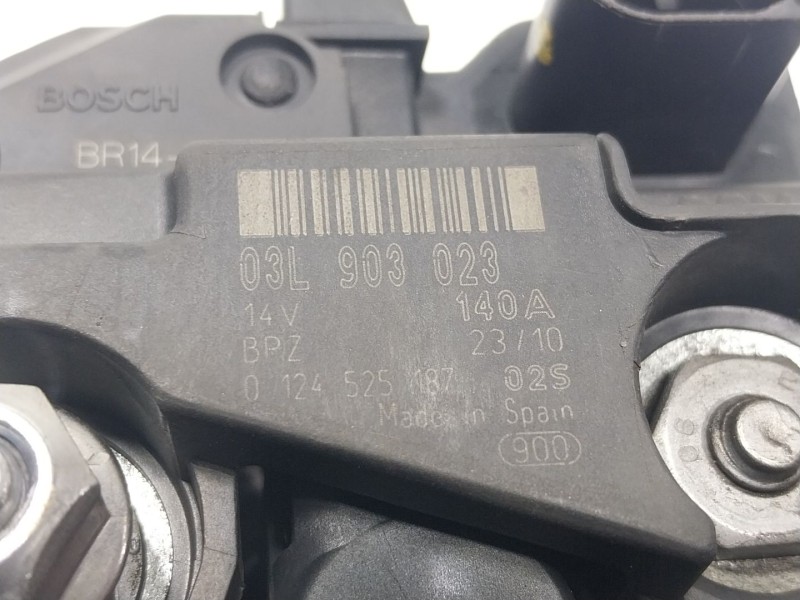 BOSCH
BR14-
03L 903 023
14V 140A
BPZ 23/10
0 124 525 187 02S
Made in Spain
900